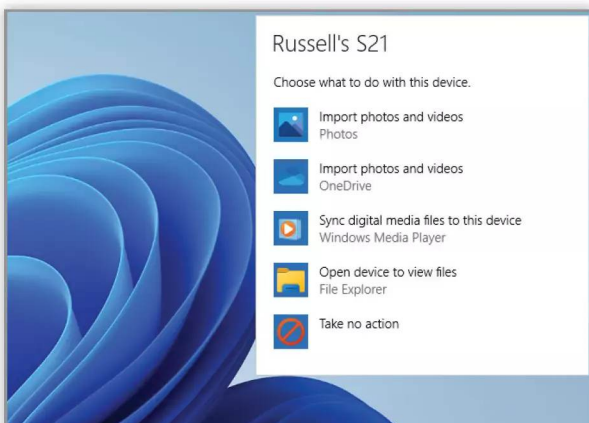 Russell's S21
Choose what to do with this device.
Import photos and videos
Photos
Import photos and videos
OneDrive
Sync digital media files to this device
Windows Media Player
Open device to view files
File Explorer
Take no action